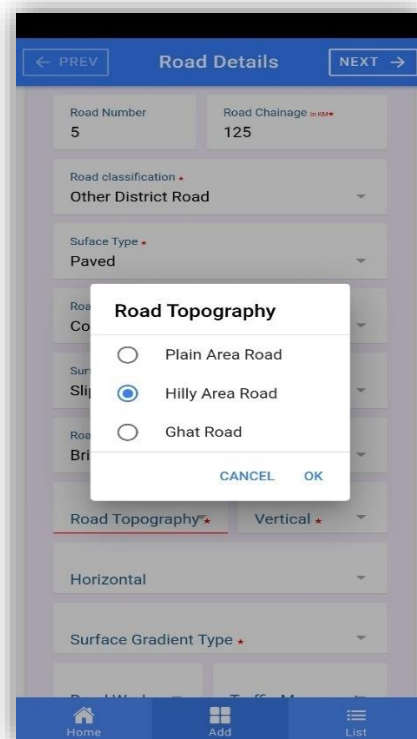 ← PREV Road Details NEXT →
Road Number Road Chainage in KM*
5 125
Road classification *
Other District Road
Suface Type *
Paved
Road Topography
Plain Area Road
Hilly Area Road
Ghat Road
CANCEL OK
Road Topography * Vertical *
Horizontal
Surface Gradient Type *
Home Add List